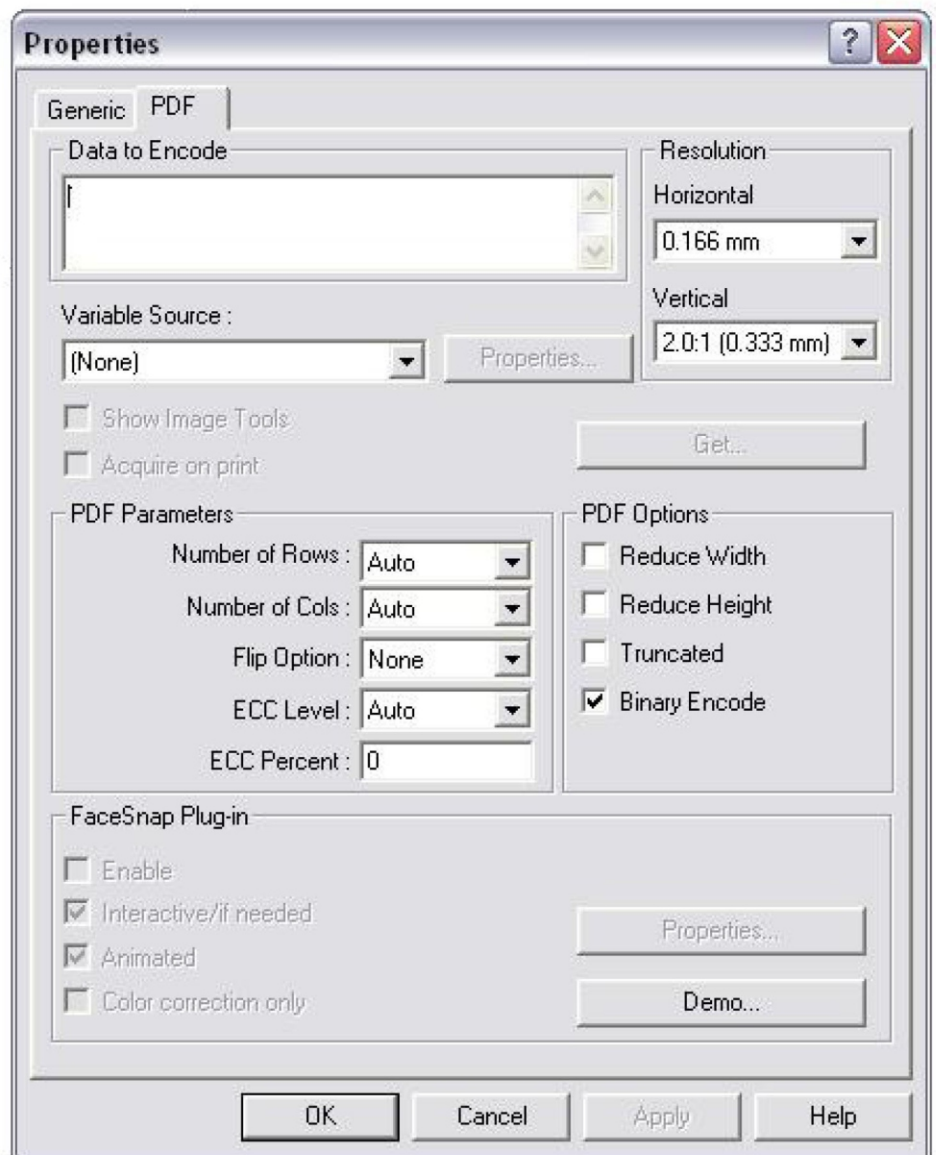 Properties
Generic PDF
Data to Encode
Resolution
Horizontal
0.166 mm
Vertical
2.0:1 (0.333 mm)
Variable Source :
(None)
Properties...
Show Image Tools
Acquire on print
Get...
PDF Parameters
Number of Rows : Auto
Number of Cols : Auto
Flip Option : None
ECC Level : Auto
ECC Percent : 0
PDF Options
Reduce Width
Reduce Height
Truncated
Binary Encode
FaceSnap Plug-in
Enable
Interactive/if needed
Animated
Color correction only
Properties...
Demo...
OK Cancel Apply Help